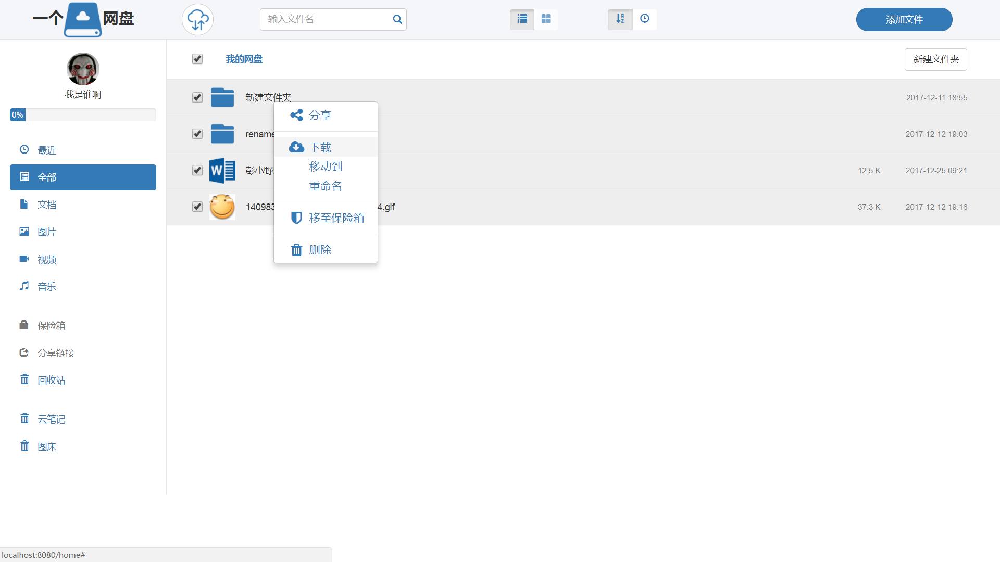 一个 网盘
输入文件名
添加文件
我是谁啊
0%
最近
全部
文档
图片
视频
音乐
保险箱
分享链接
回收站
云笔记
图床
我的网盘
新建文件夹
新建文件夹 2017-12-11 18:55
rename 2017-12-12 19:03
彭小野 12.5 K 2017-12-25 09:21
14098 4.gif 37.3 K 2017-12-12 19:16
分享
下载
移动到
重命名
移至保险箱
删除
localhost:8080/home#